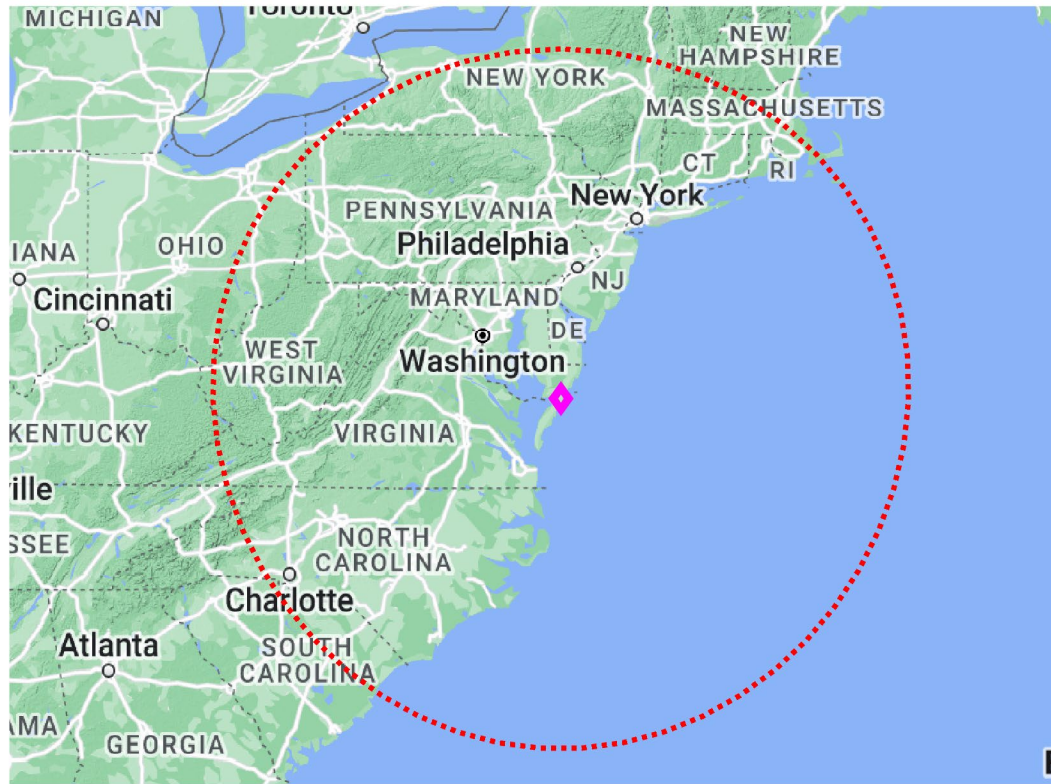 Toronto
MICHIGAN
NEW
HAMPSHIRE
NEW YORK
MASSACHUSETTS
CT
RI
New York
PENNSYLVANIA
Philadelphia
OHIO
IANA
NJ
MARYLAND
Cincinnati
DE
WEST
VIRGINIA
Washington
KENTUCKY
VIRGINIA
ville
SSEE
NORTH
CAROLINA
Charlotte
Atlanta
SOUTH
CAROLINA
AMA
GEORGIA